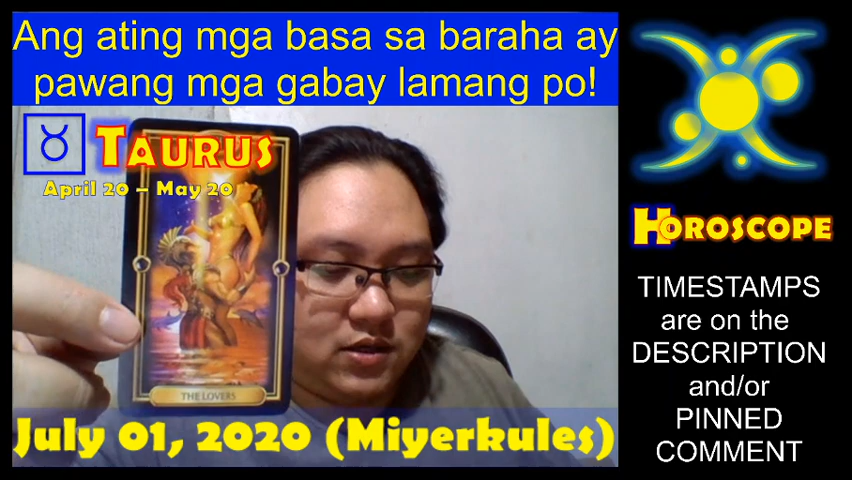 Ang ating mga basa sa baraha ay
pawang mga gabay lamang po!
♉ TAURUS
April 20 – May 20
THE LOVERS
July 01, 2020 (Miyerkules)
HOROSCOPE
TIMESTAMPS
are on the
DESCRIPTION
and/or
PINNED
COMMENT